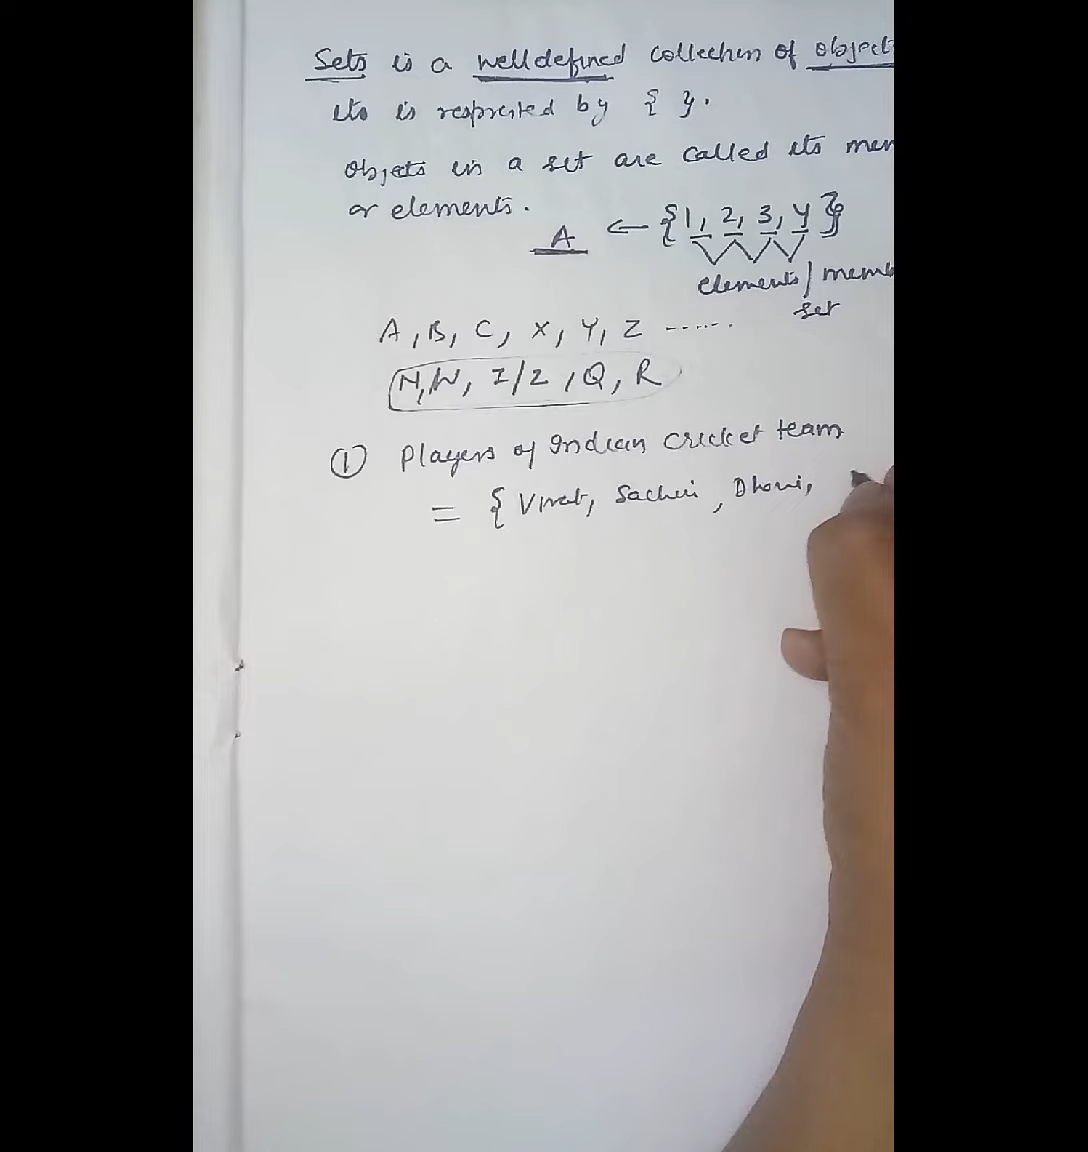 Sets is a welldefined collection of object
its is represented by { }.
Objects in a set are called its mem
or elements.
A ← {1, 2, 3, 4}
elements / memb
set
A, B, C, X, Y, Z ......
N, W, I/Z, Q, R
① Players of Indian cricket team
= { Virat, Sachin, Dhoni,